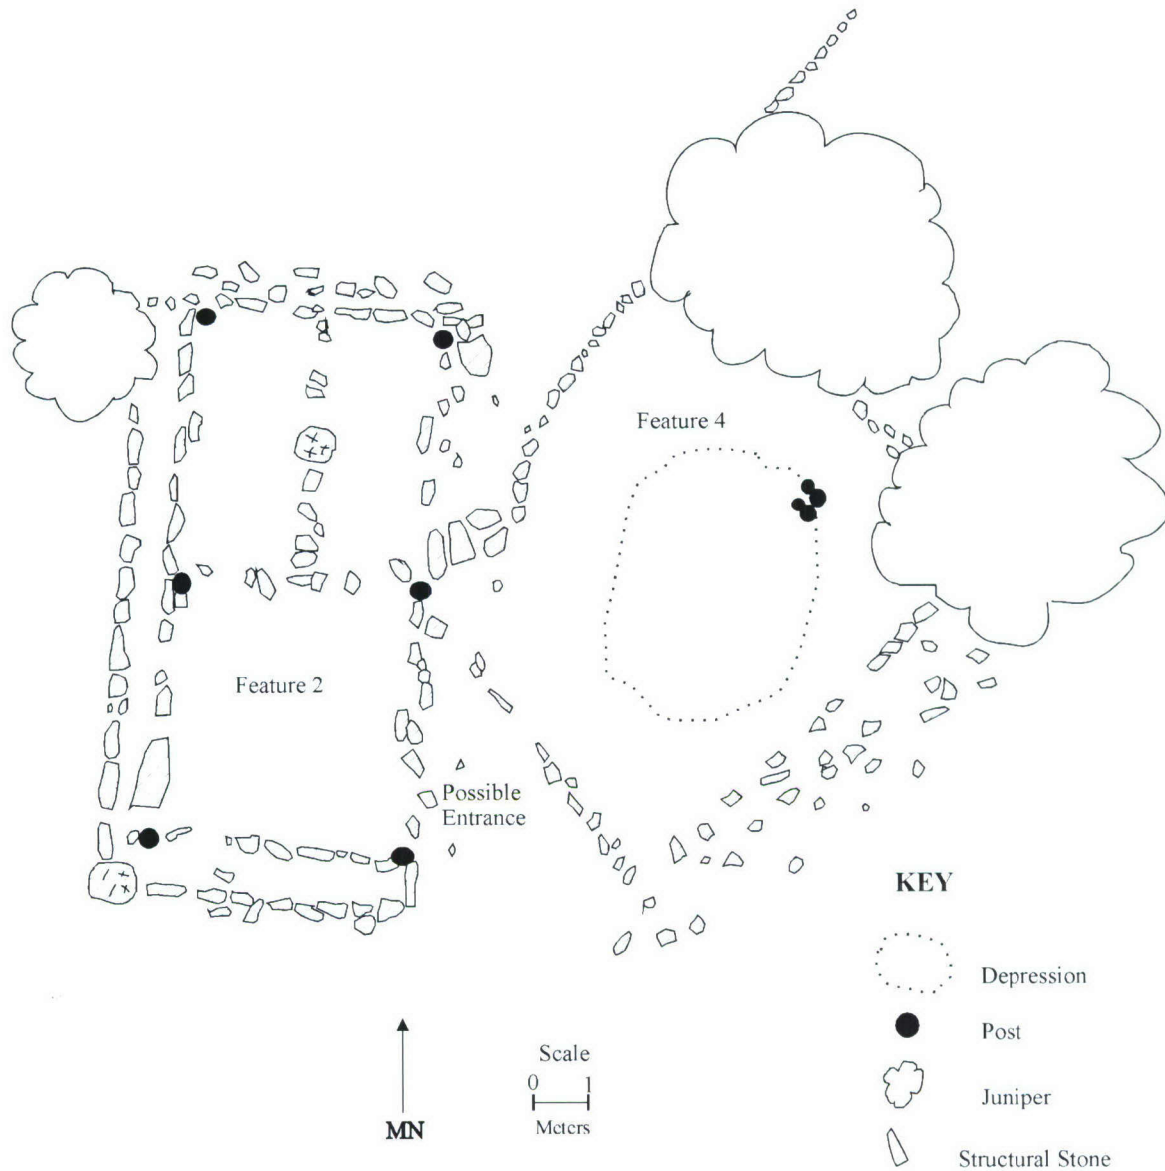 Feature 4
Feature 2
Possible
Entrance
KEY
Depression
Post
Juniper
Structural Stone
Scale
0 1
Meters
MN